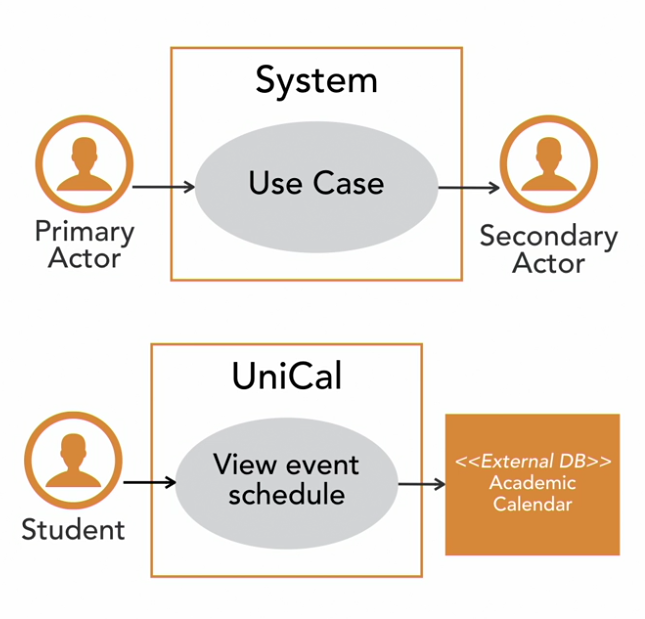 System
Use Case
Primary
Actor
Secondary
Actor
UniCal
View event
schedule
Student
<<External DB>>
Academic
Calendar